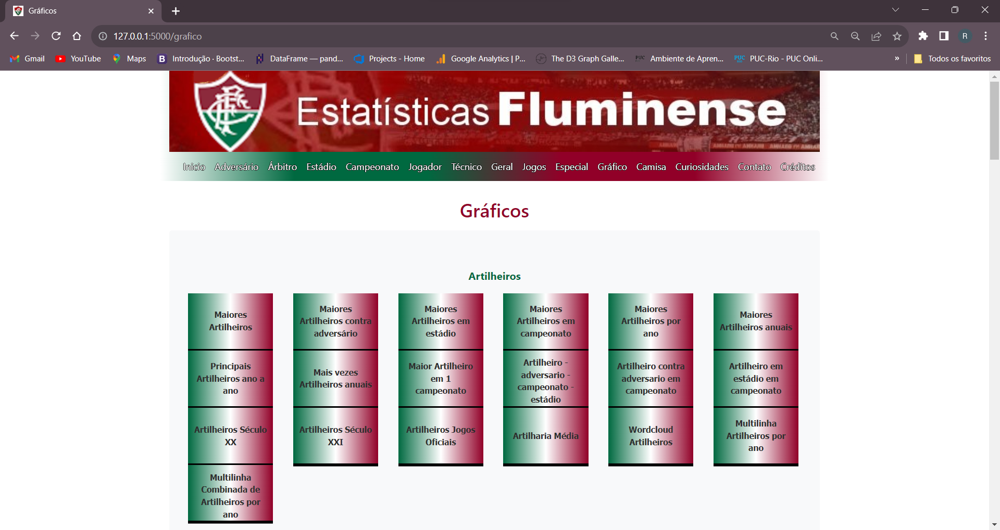 Gráficos
127.0.0.1:5000/grafico
R
Gmail YouTube Maps Introdução · Bootst... DataFrame — pand... Projects - Home Google Analytics | P... The D3 Graph Galle... Ambiente de Apren... PUC-Rio - PUC Onli... » Todos os favoritos
Estatísticas Fluminense
Inicio Adversário Árbitro Estádio Campeonato Jogador Técnico Geral Jogos Especial Gráfico Camisa Curiosidades Contato Créditos
Gráficos
Artilheiros
Maiores
Artilheiros
Maiores
Artilheiros contra
adversário
Maiores
Artilheiros em
estádio
Maiores
Artilheiros em
campeonato
Maiores
Artilheiros por
ano
Maiores
Artilheiros anuais
Principais
Artilheiros ano a
ano
Mais vezes
Artilheiros anuais
Maior Artilheiro
em 1
campeonato
Artilheiro -
adversario -
campeonato -
estádio
Artilheiro contra
adversario em
campeonato
Artilheiro em
estádio em
campeonato
Artilheiros Século
XX
Artilheiros Século
XXI
Artilheiros Jogos
Oficiais
Artilharia Média
Wordcloud
Artilheiros
Multilinha
Artilheiros por
ano
Multilinha
Combinada de
Artilheiros por
ano